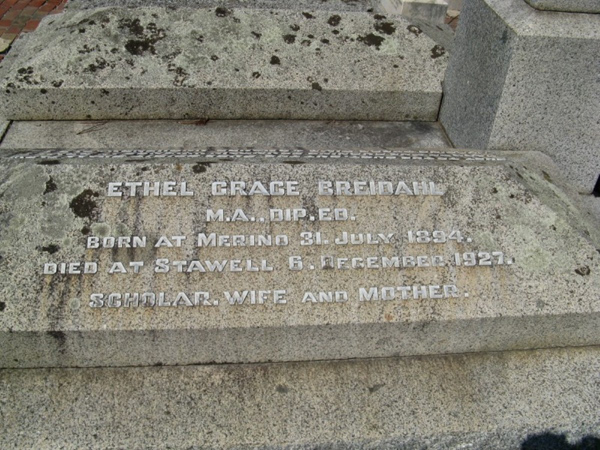 ETHEL GRACE BREIDAHL
M.A., DIP. ED.
BORN AT MERINO 31. JULY 1894.
DIED AT STAWELL 6. DECEMBER 1927.
SCHOLAR. WIFE AND MOTHER.